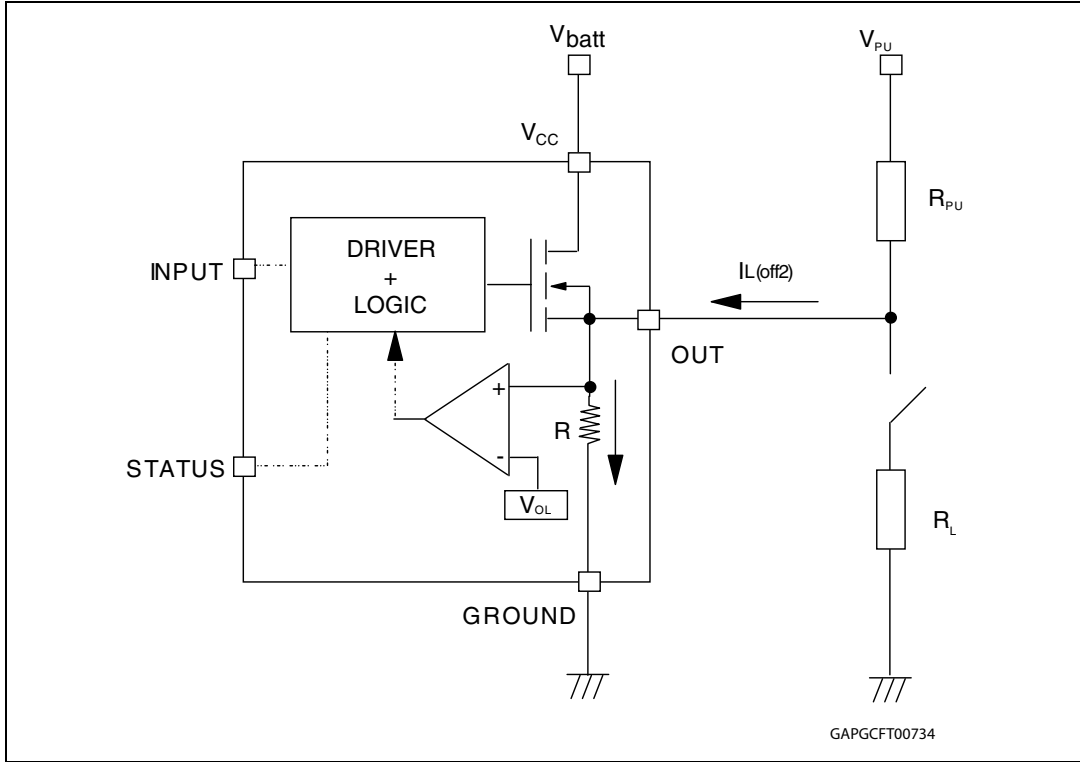 Vbatt
VPU
VCC
RPU
DRIVER
+
LOGIC
INPUT
IL(off2)
OUT
+
R
-
STATUS
VOL
RL
GROUND
GAPGCFT00734